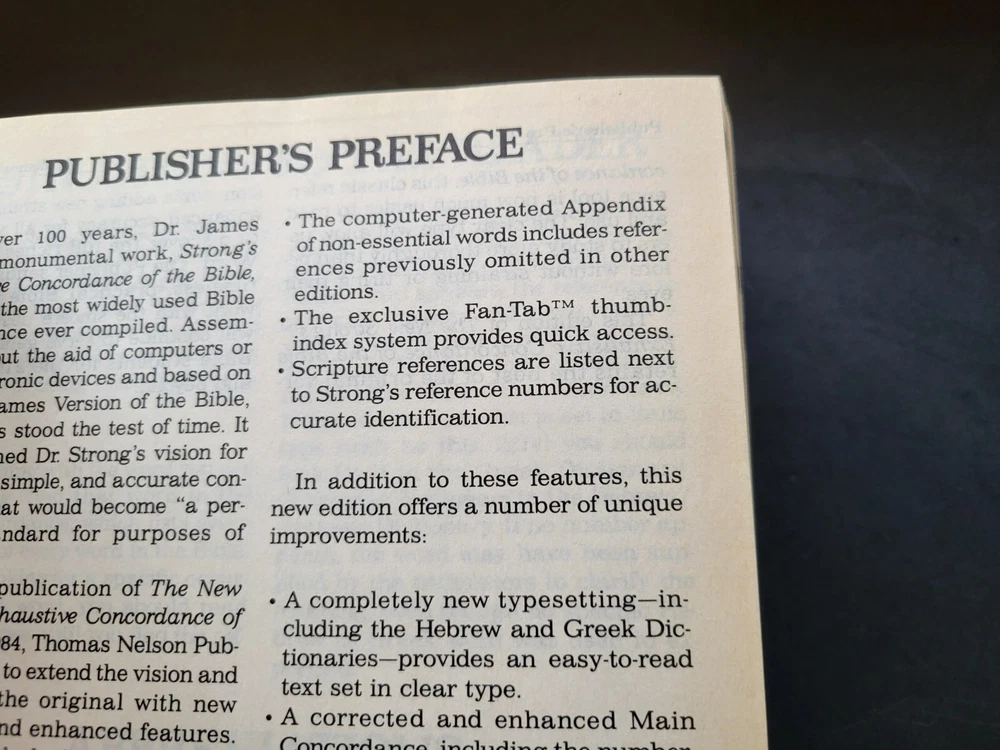 PUBLISHER'S PREFACE
ver 100 years, Dr. James
monumental work, Strong's
e Concordance of the Bible,
the most widely used Bible
nce ever compiled. Assem-
ut the aid of computers or
ronic devices and based on
ames Version of the Bible,
s stood the test of time. It
ned Dr. Strong's vision for
simple, and accurate con-
at would become “a per-
ndard for purposes of
publication of The New
haustive Concordance of
84, Thomas Nelson Pub-
to extend the vision and
the original with new
nd enhanced features.
• The computer-generated Appendix
of non-essential words includes refer-
ences previously omitted in other
editions.
• The exclusive Fan-Tab™ thumb-
index system provides quick access.
• Scripture references are listed next
to Strong's reference numbers for ac-
curate identification.
In addition to these features, this
new edition offers a number of unique
improvements:
• A completely new typesetting—in-
cluding the Hebrew and Greek Dic-
tionaries—provides an easy-to-read
text set in clear type.
• A corrected and enhanced Main
Concordance, including the number